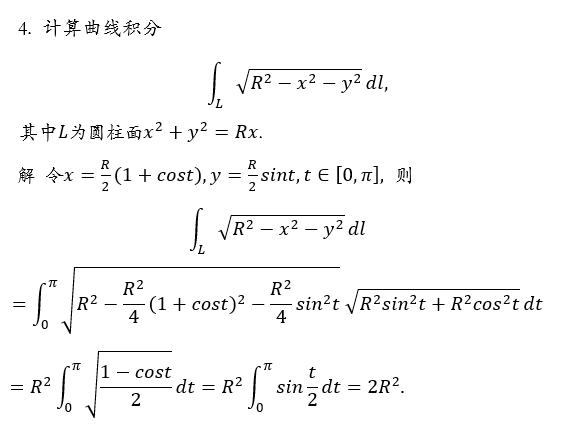 4. 计算曲线积分
∫_L √(R² − x² − y²) dl,
其中L为圆柱面x² + y² = Rx.
解 令x = R/2 (1 + cost), y = R/2 sint, t ∈ [0, π], 则
∫_L √(R² − x² − y²) dl
= ∫_0^π √(R² − R²/4 (1 + cost)² − R²/4 sin²t) √(R²sin²t + R²cos²t) dt
= R² ∫_0^π √((1 − cost)/2) dt = R² ∫_0^π sin t/2 dt = 2R².